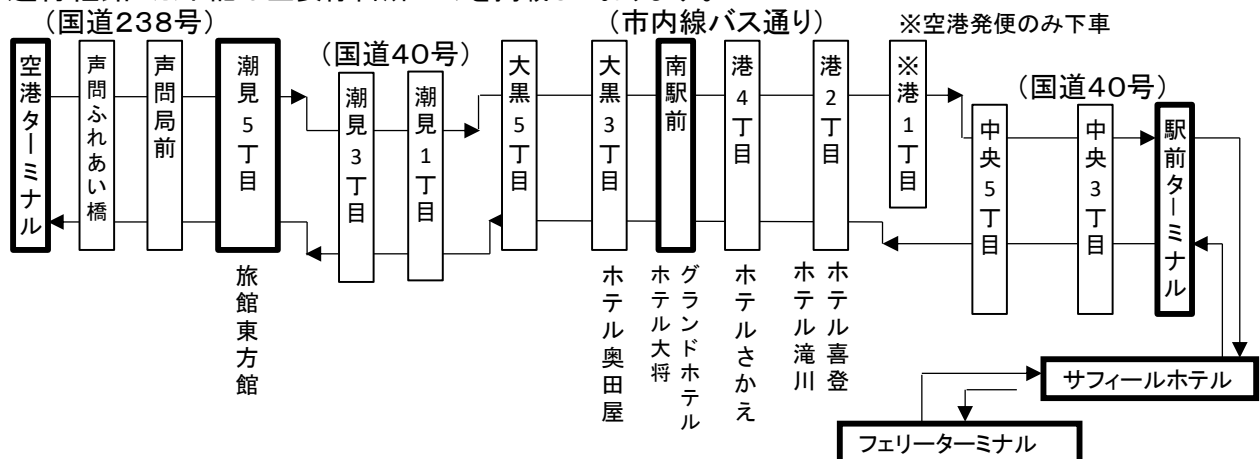 （国道238号）
（国道40号）
（市内線バス通り）
※空港発便のみ下車
（国道40号）
空港ターミナル
声問ふれあい橋
声問局前
潮見5丁目
潮見3丁目
潮見1丁目
大黒5丁目
大黒3丁目
南駅前
港4丁目
港2丁目
※港1丁目
中央5丁目
中央3丁目
駅前ターミナル
旅館東方館
ホテル奥田屋
グランドホテル
ホテル大将
ホテルさかえ
ホテル喜登
ホテル滝川
サフィールホテル
フェリーターミナル